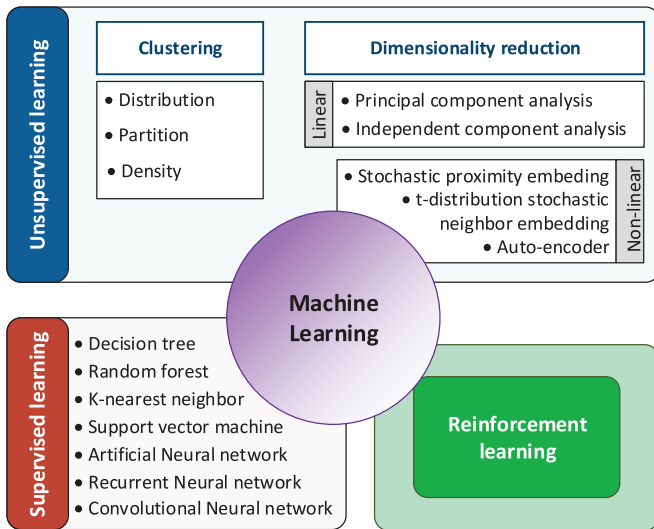 Unsupervised learning
Clustering
• Distribution
• Partition
• Density
Dimensionality reduction
Linear
• Principal component analysis
• Independent component analysis
• Stochastic proximity embeding
• t-distribution stochastic
neighbor embedding
• Auto-encoder
Non-linear
Machine
Learning
Supervised learning
• Decision tree
• Random forest
• K-nearest neighbor
• Support vector machine
• Artificial Neural network
• Recurrent Neural network
• Convolutional Neural network
Reinforcement
learning